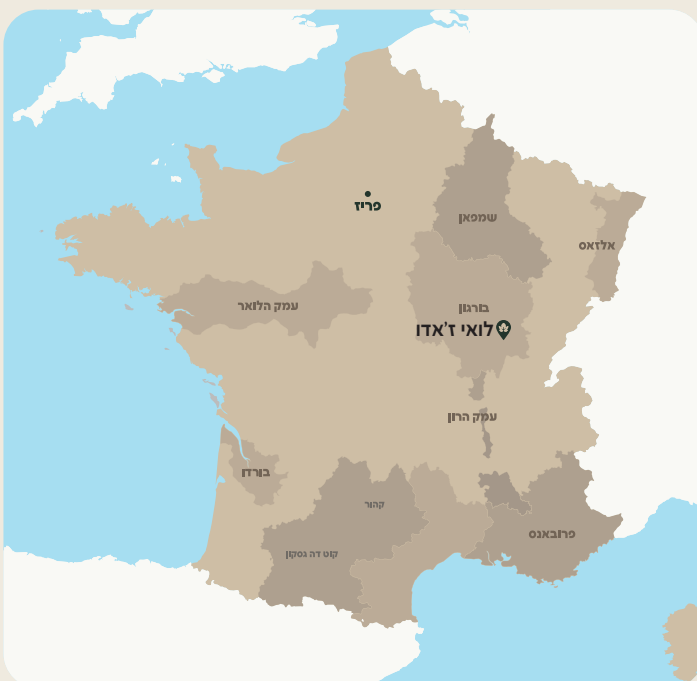 פריז
שמפאן
אלזאס
עמק הלואר
בורגון
לואי ז'אדו
עמק הרון
בורדו
קהור
פרובאנס
קוט דה גסקון